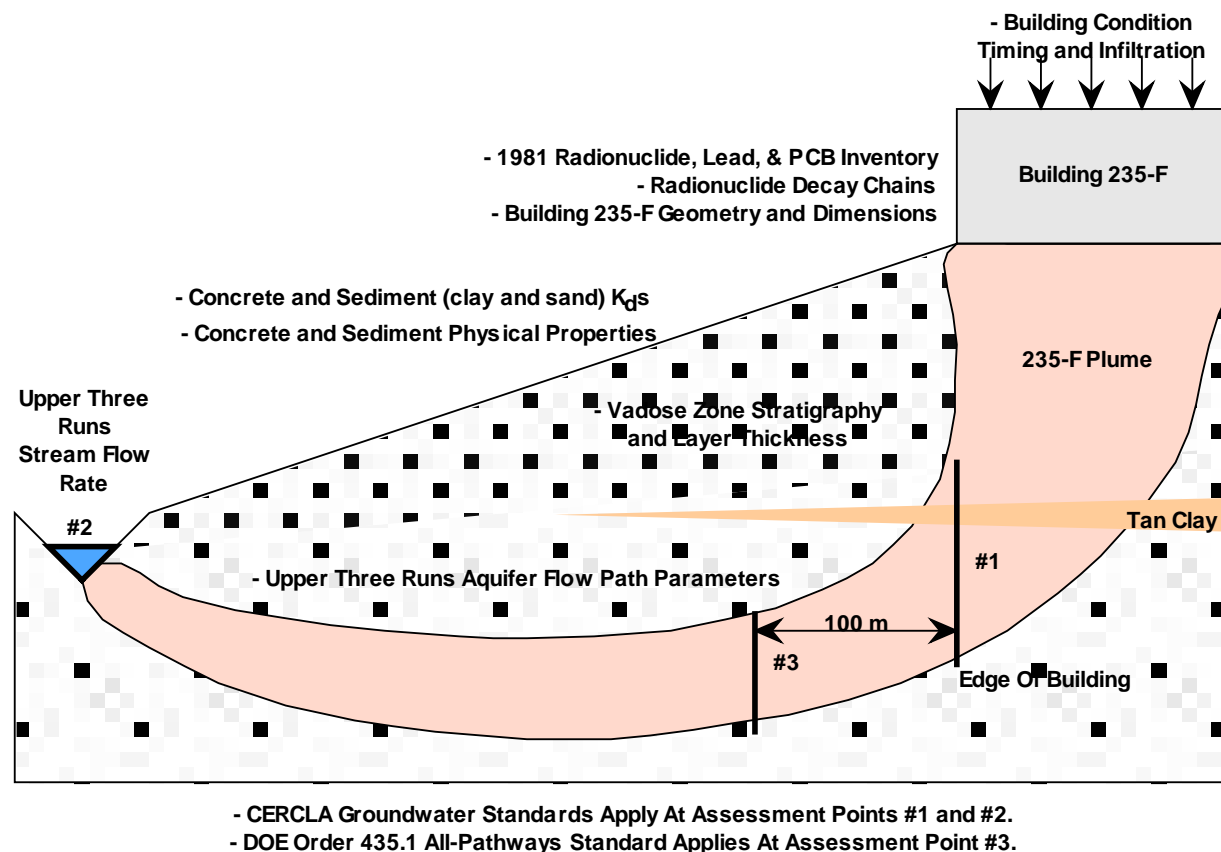 - Building Condition
Timing and Infiltration
- 1981 Radionuclide, Lead, & PCB Inventory
- Radionuclide Decay Chains
- Building 235-F Geometry and Dimensions
Building 235-F
- Concrete and Sediment (clay and sand) Kds
- Concrete and Sediment Physical Properties
235-F Plume
Upper Three
Runs
Stream Flow
Rate
- Vadose Zone Stratigraphy
and Layer Thickness
#2
Tan Clay
- Upper Three Runs Aquifer Flow Path Parameters
#1
100 m
#3
Edge Of Building
- CERCLA Groundwater Standards Apply At Assessment Points #1 and #2.
- DOE Order 435.1 All-Pathways Standard Applies At Assessment Point #3.